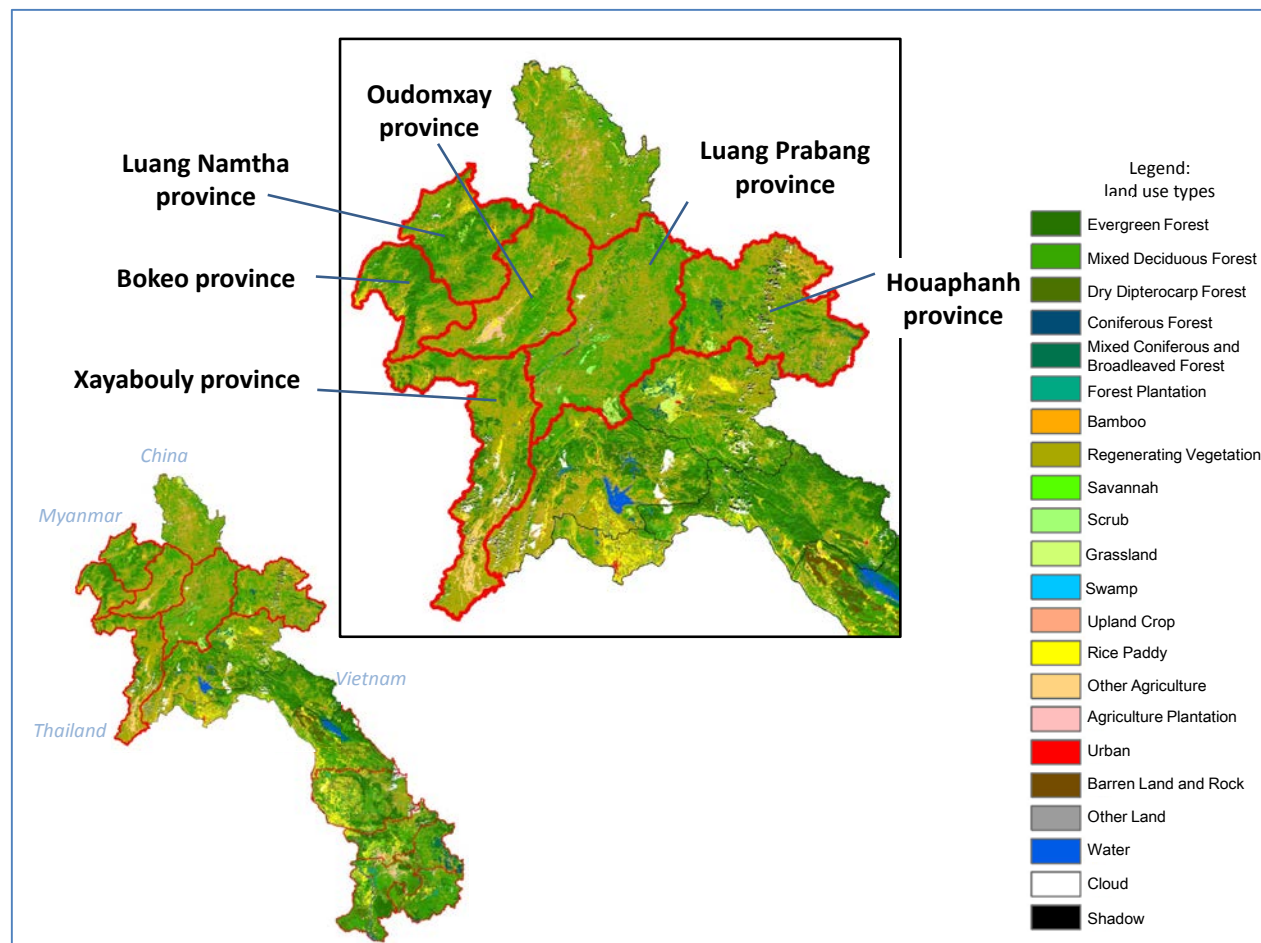 Oudomxay
province
Luang Namtha
province
Luang Prabang
province
Bokeo province
Houaphanh
province
Xayabouly province
China
Myanmar
Vietnam
Thailand
Legend:
land use types
Evergreen Forest
Mixed Deciduous Forest
Dry Dipterocarp Forest
Coniferous Forest
Mixed Coniferous and
Broadleaved Forest
Forest Plantation
Bamboo
Regenerating Vegetation
Savannah
Scrub
Grassland
Swamp
Upland Crop
Rice Paddy
Other Agriculture
Agriculture Plantation
Urban
Barren Land and Rock
Other Land
Water
Cloud
Shadow